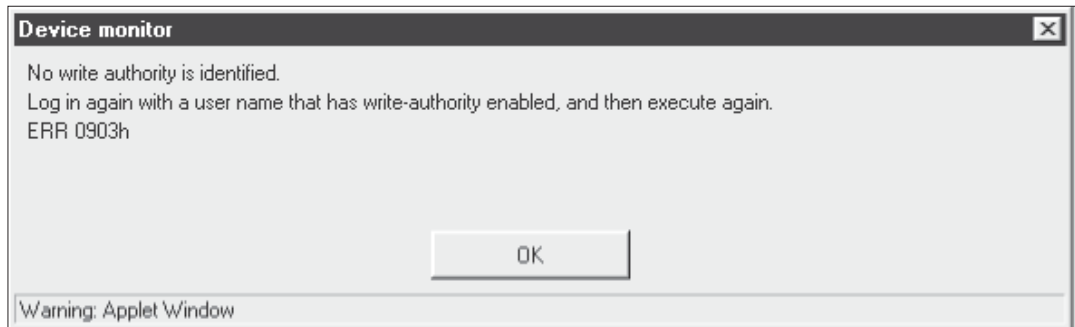 Device monitor
No write authority is identified.
Log in again with a user name that has write-authority enabled, and then execute again.
ERR 0903h
OK
Warning: Applet Window